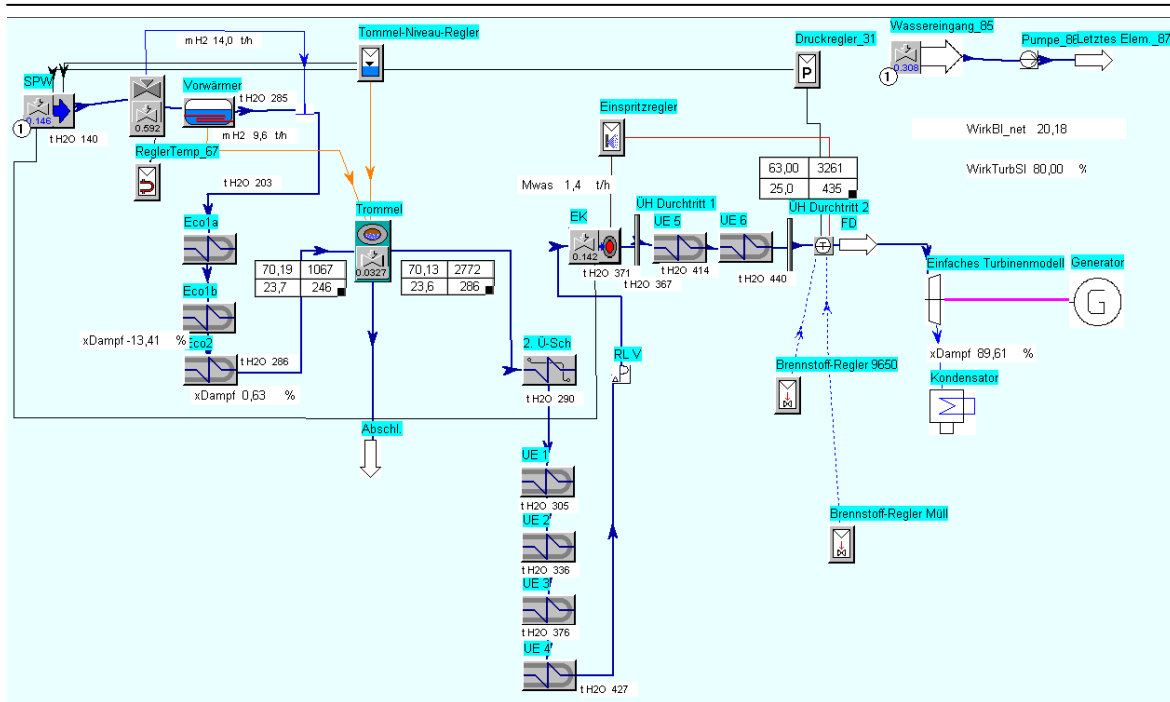 Wassereingang_85
Tommel-Niveau-Regler
m H2 14,0 t/h
Druckregler_31
Pumpe_86
Letztes Elem._87
P
0.308
1
SPW
Vorwärmer
t H2O 285
0.146
1
t H2O 140
0.592
m H2 9,6 t/h
Einspritzregler
WirkBl_net 20,18
ReglerTemp_67
63,00 3261
25,0 435
WirkTurbSl 80,00 %
t H2O 203
Mwas 1,4 t/h
Trommel
ÜH Durchtritt 1
ÜH Durchtritt 2
Eco1a
EK
UE 5
UE 6
FD
0.142
t H2O 371
t H2O 414
t H2O 440
t H2O 367
70,19 1067
23,7 246
0.0327
70,13 2772
23,6 286
Einfaches Turbinenmodell
Generator
G
Eco1b
xDampf -13,41 %
Eco2
t H2O 286
2. Ü-Sch
RL V
xDampf 89,61 %
Brennstoff-Regler 9650
Kondensator
xDampf 0,63 %
t H2O 290
Abschl.
UE 1
t H2O 305
UE 2
Brennstoff-Regler Müll
t H2O 336
UE 3
t H2O 376
UE 4
t H2O 427